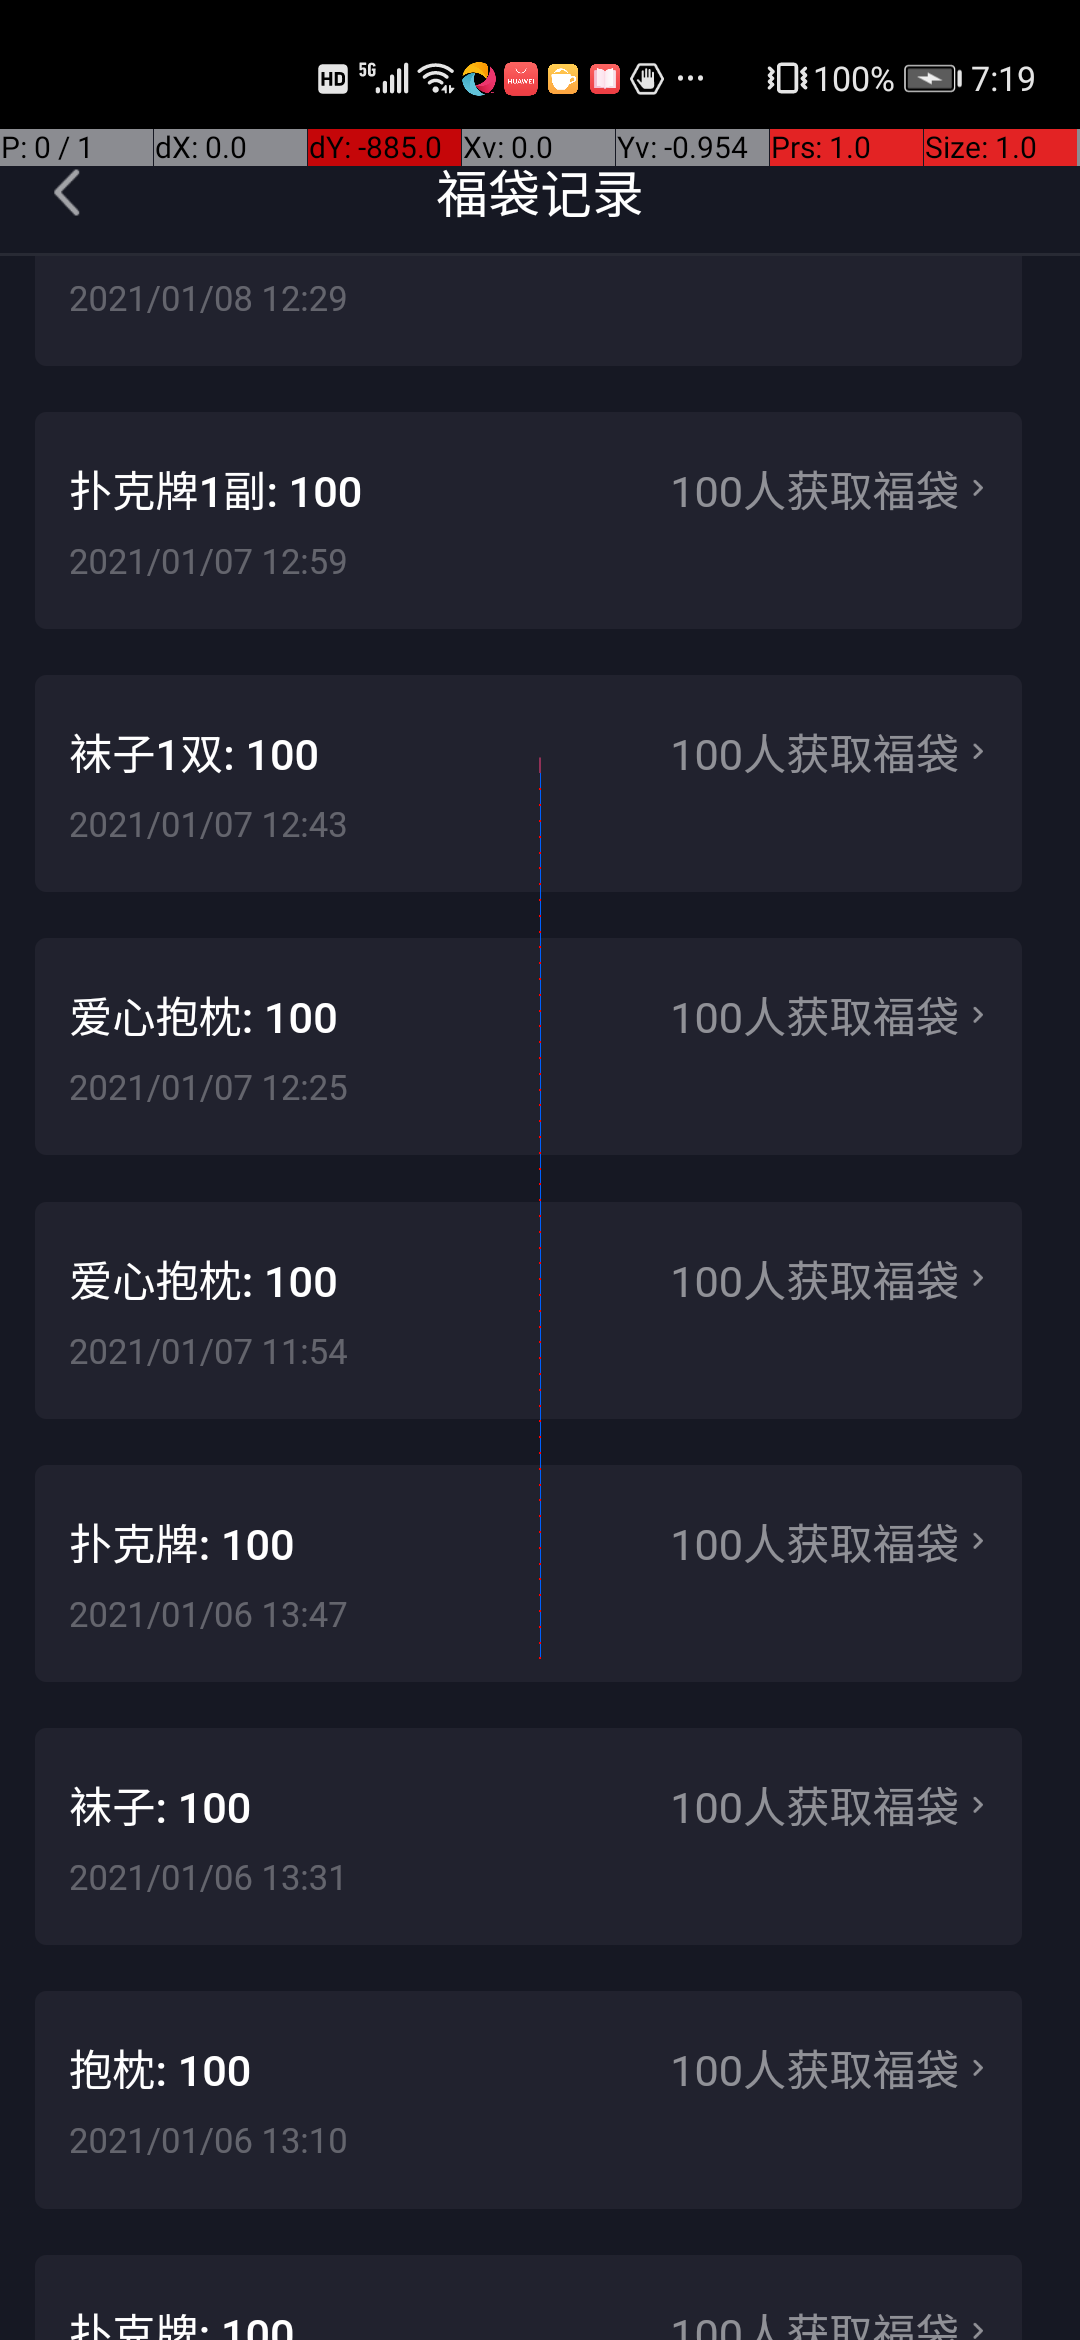 HD 5G HUAWEI ··· 100% 7:19
P: 0 / 1 dX: 0.0 dY: -885.0 Xv: 0.0 Yv: -0.954 Prs: 1.0 Size: 1.0
福袋记录
2021/01/08 12:29
扑克牌1副: 100 100人获取福袋 >
2021/01/07 12:59
袜子1双: 100 100人获取福袋 >
2021/01/07 12:43
爱心抱枕: 100 100人获取福袋 >
2021/01/07 12:25
爱心抱枕: 100 100人获取福袋 >
2021/01/07 11:54
扑克牌: 100 100人获取福袋 >
2021/01/06 13:47
袜子: 100 100人获取福袋 >
2021/01/06 13:31
抱枕: 100 100人获取福袋 >
2021/01/06 13:10
扑克牌: 100 100人获取福袋 >